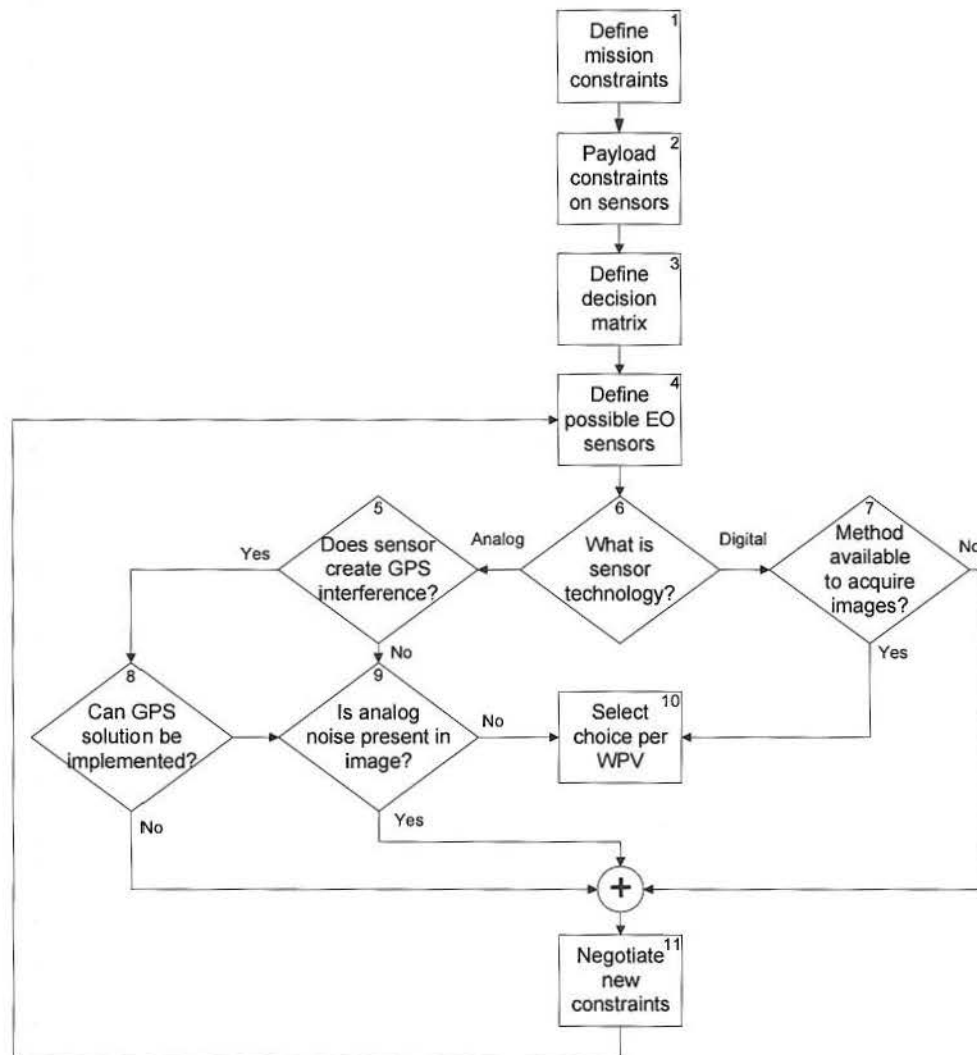 1
Define
mission
constraints
2
Payload
constraints
on sensors
3
Define
decision
matrix
4
Define
possible EO
sensors
5
Does sensor
create GPS
interference?
Analog
6
What is
sensor
technology?
Digital
7
Method
available
to acquire
images?
No
Yes
No
Yes
8
Can GPS
solution be
implemented?
9
Is analog
noise present in
image?
No
10
Select
choice per
WPV
No
Yes
+
11
Negotiate
new
constraints